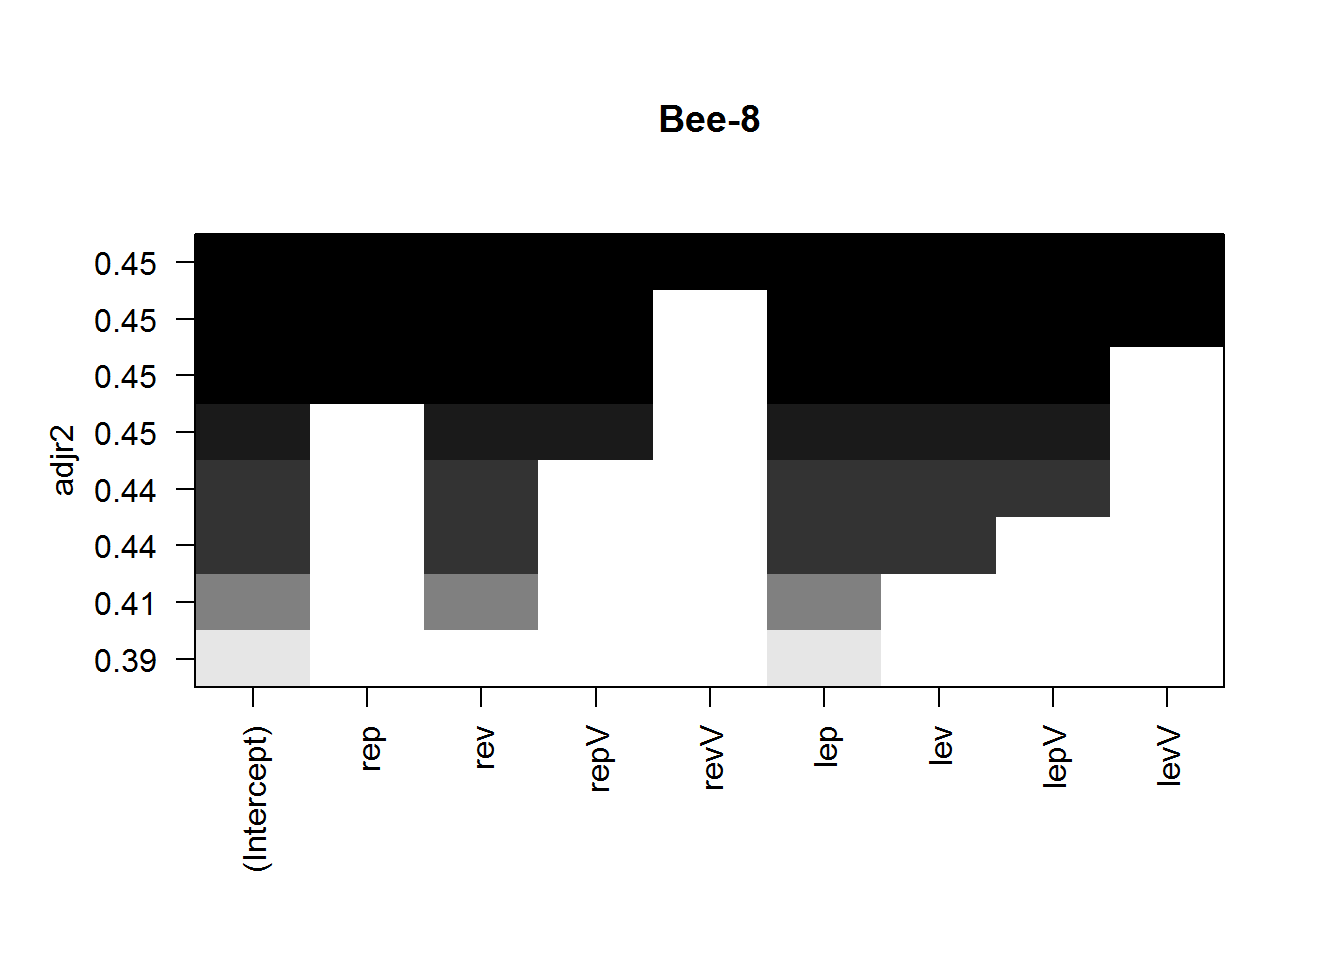 Bee-8
adjr2
0.45
0.45
0.45
0.45
0.44
0.44
0.41
0.39
(Intercept)
rep
rev
repV
revV
lep
lev
lepV
levV